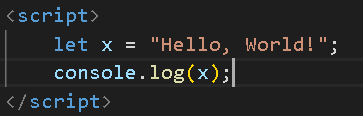 <script>
    let x = "Hello, World!";
    console.log(x);
</script>